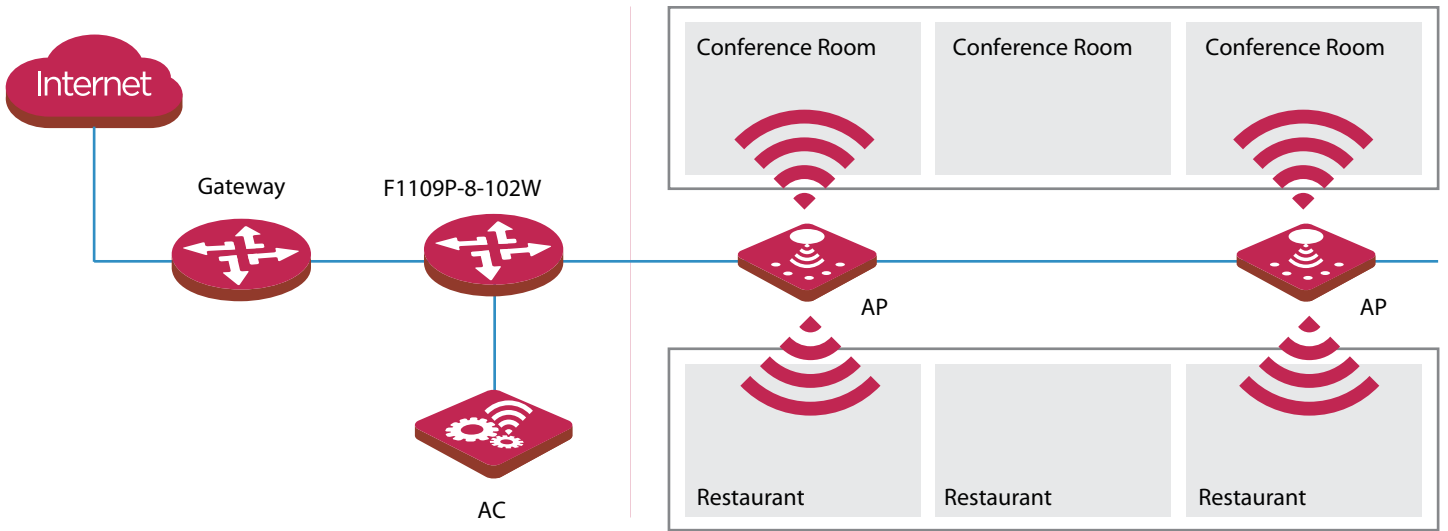 Internet
Gateway
F1109P-8-102W
AC
Conference Room
Conference Room
Conference Room
AP
AP
Restaurant
Restaurant
Restaurant